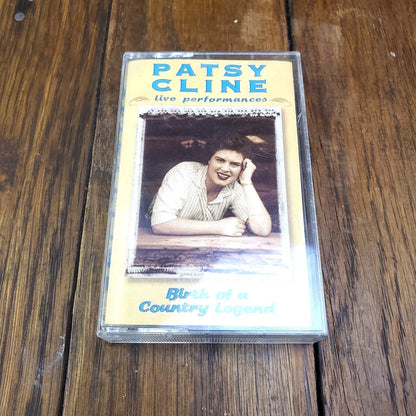 PATSY
CLINE
live performances
Birth of a
Country Legend